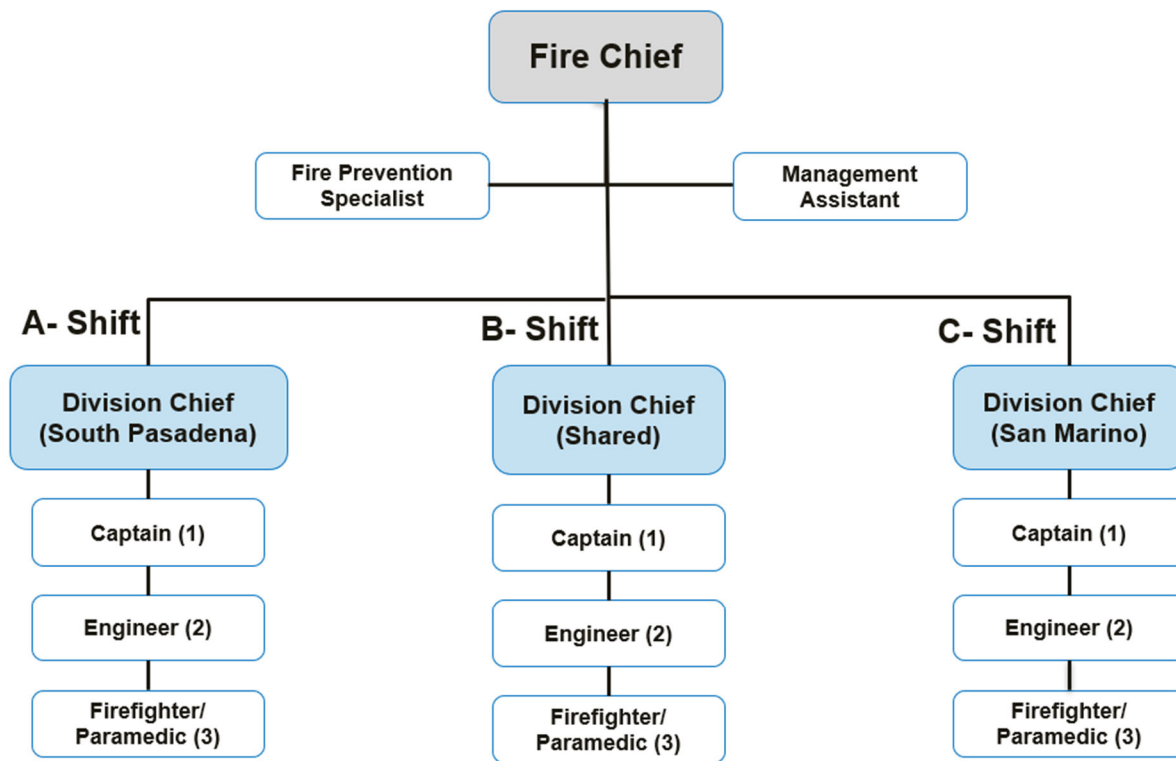 Fire Chief
Fire Prevention
Specialist
Management
Assistant
A- Shift
B- Shift
C- Shift
Division Chief
(South Pasadena)
Division Chief
(Shared)
Division Chief
(San Marino)
Captain (1)
Captain (1)
Captain (1)
Engineer (2)
Engineer (2)
Engineer (2)
Firefighter/
Paramedic (3)
Firefighter/
Paramedic (3)
Firefighter/
Paramedic (3)